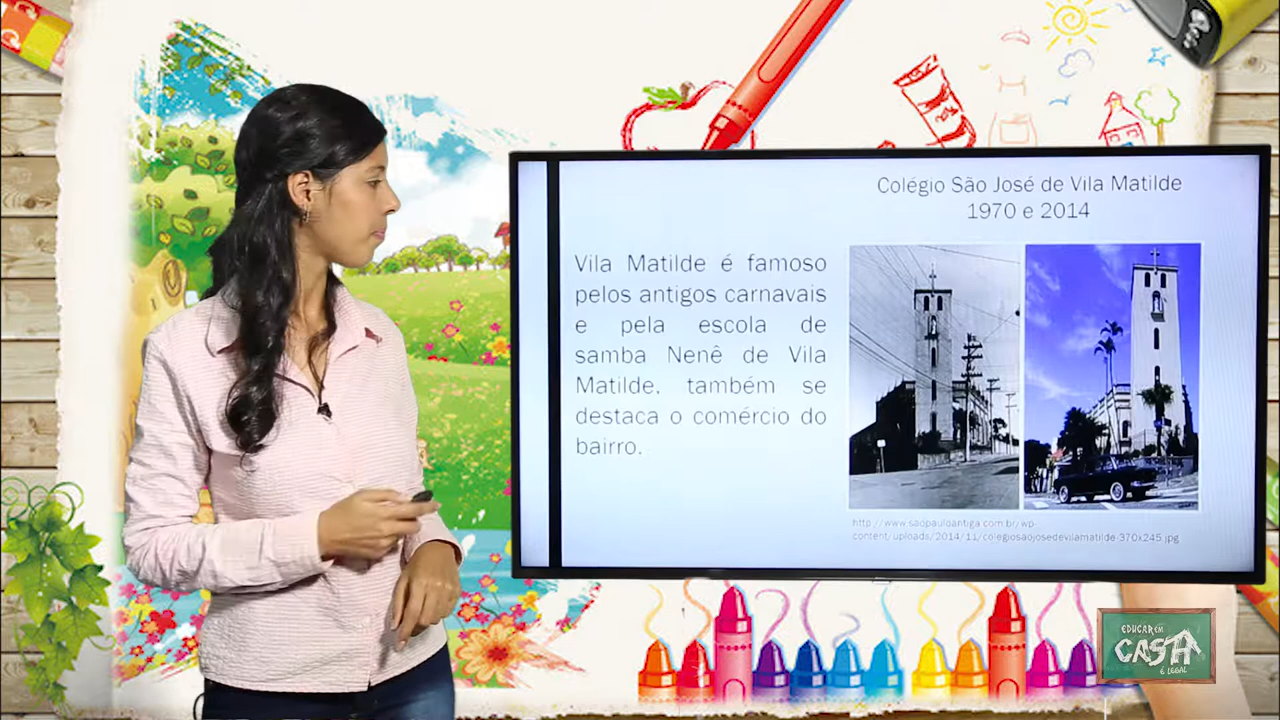 Colégio São José de Vila Matilde
1970 e 2014
Vila Matilde é famoso
pelos antigos carnavais
e pela escola de
samba Nenê de Vila
Matilde, também se
destaca o comércio do
bairro.
http://www.saopauloantiga.com.br/wp-
content/uploads/2014/11/colegiosaojosedevilamatilde-370x245.jpg
EDUCAR EM
CASA
É LEGAL